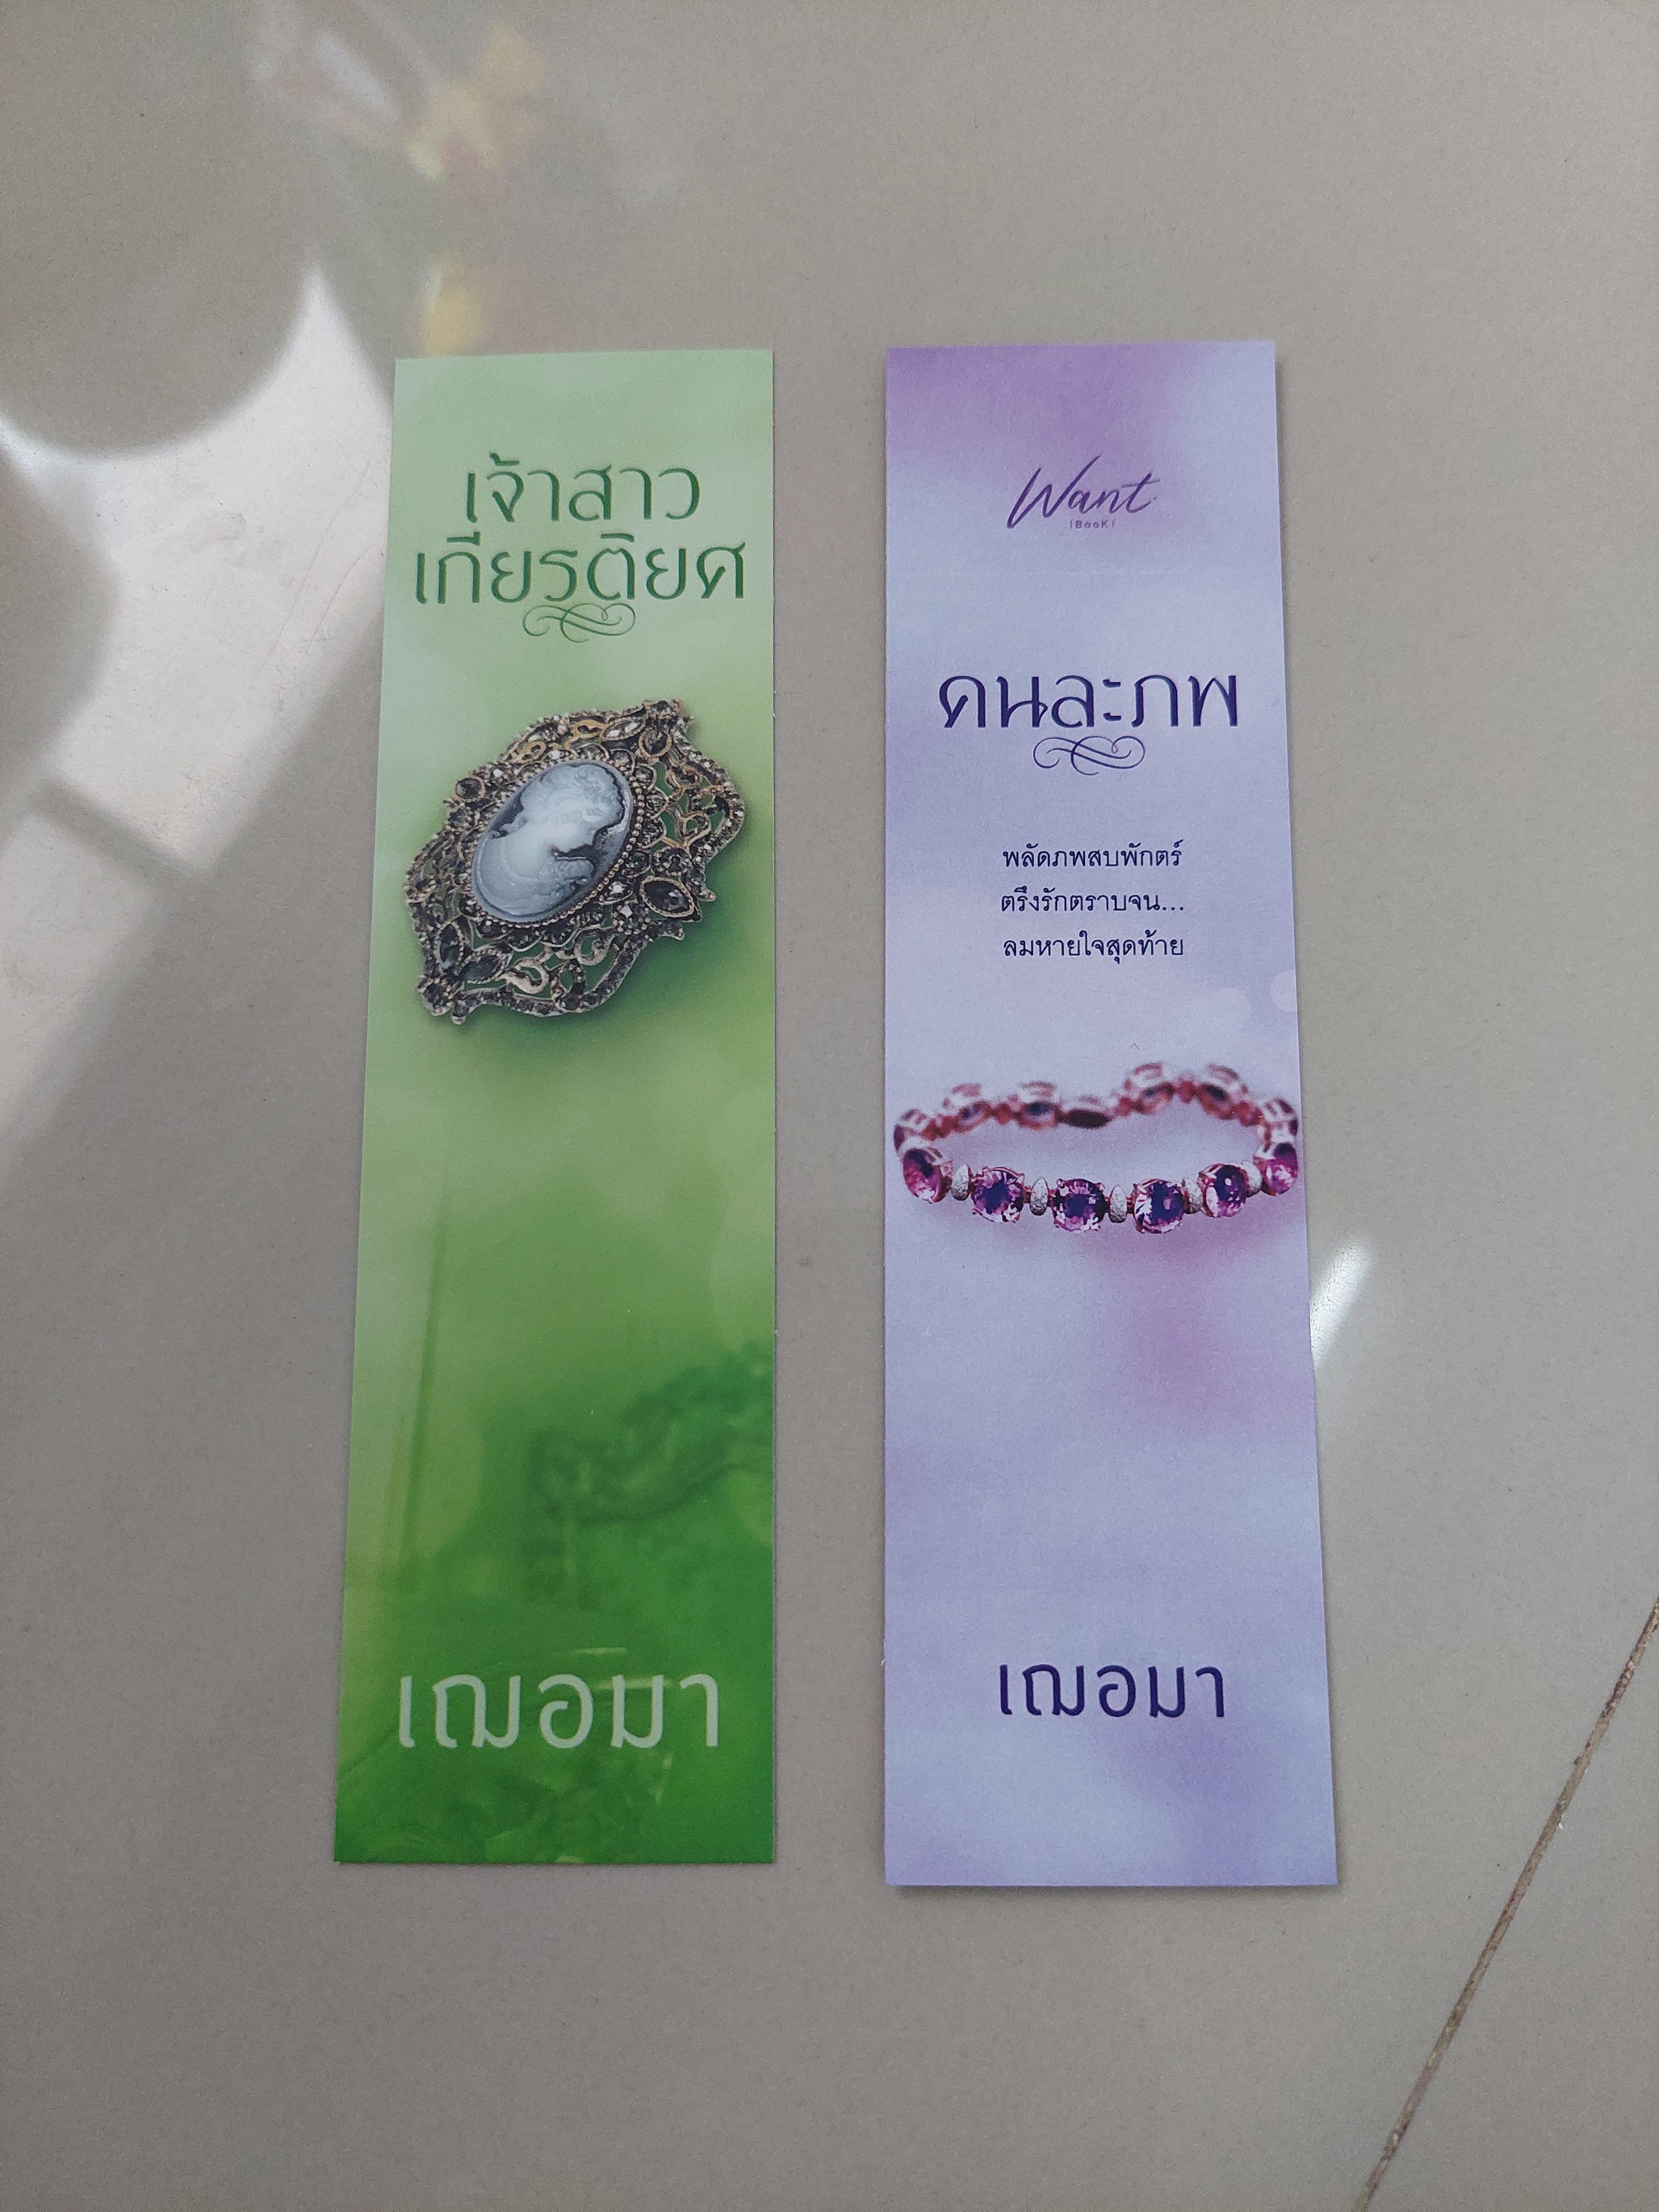 เจ้าสาว
เกียรติยศ
เฌอมา
Want
|BooK|
คนละภพ
พลัดภพสบพักตร์
ตรึงรักตราบจน...
ลมหายใจสุดท้าย
เฌอมา